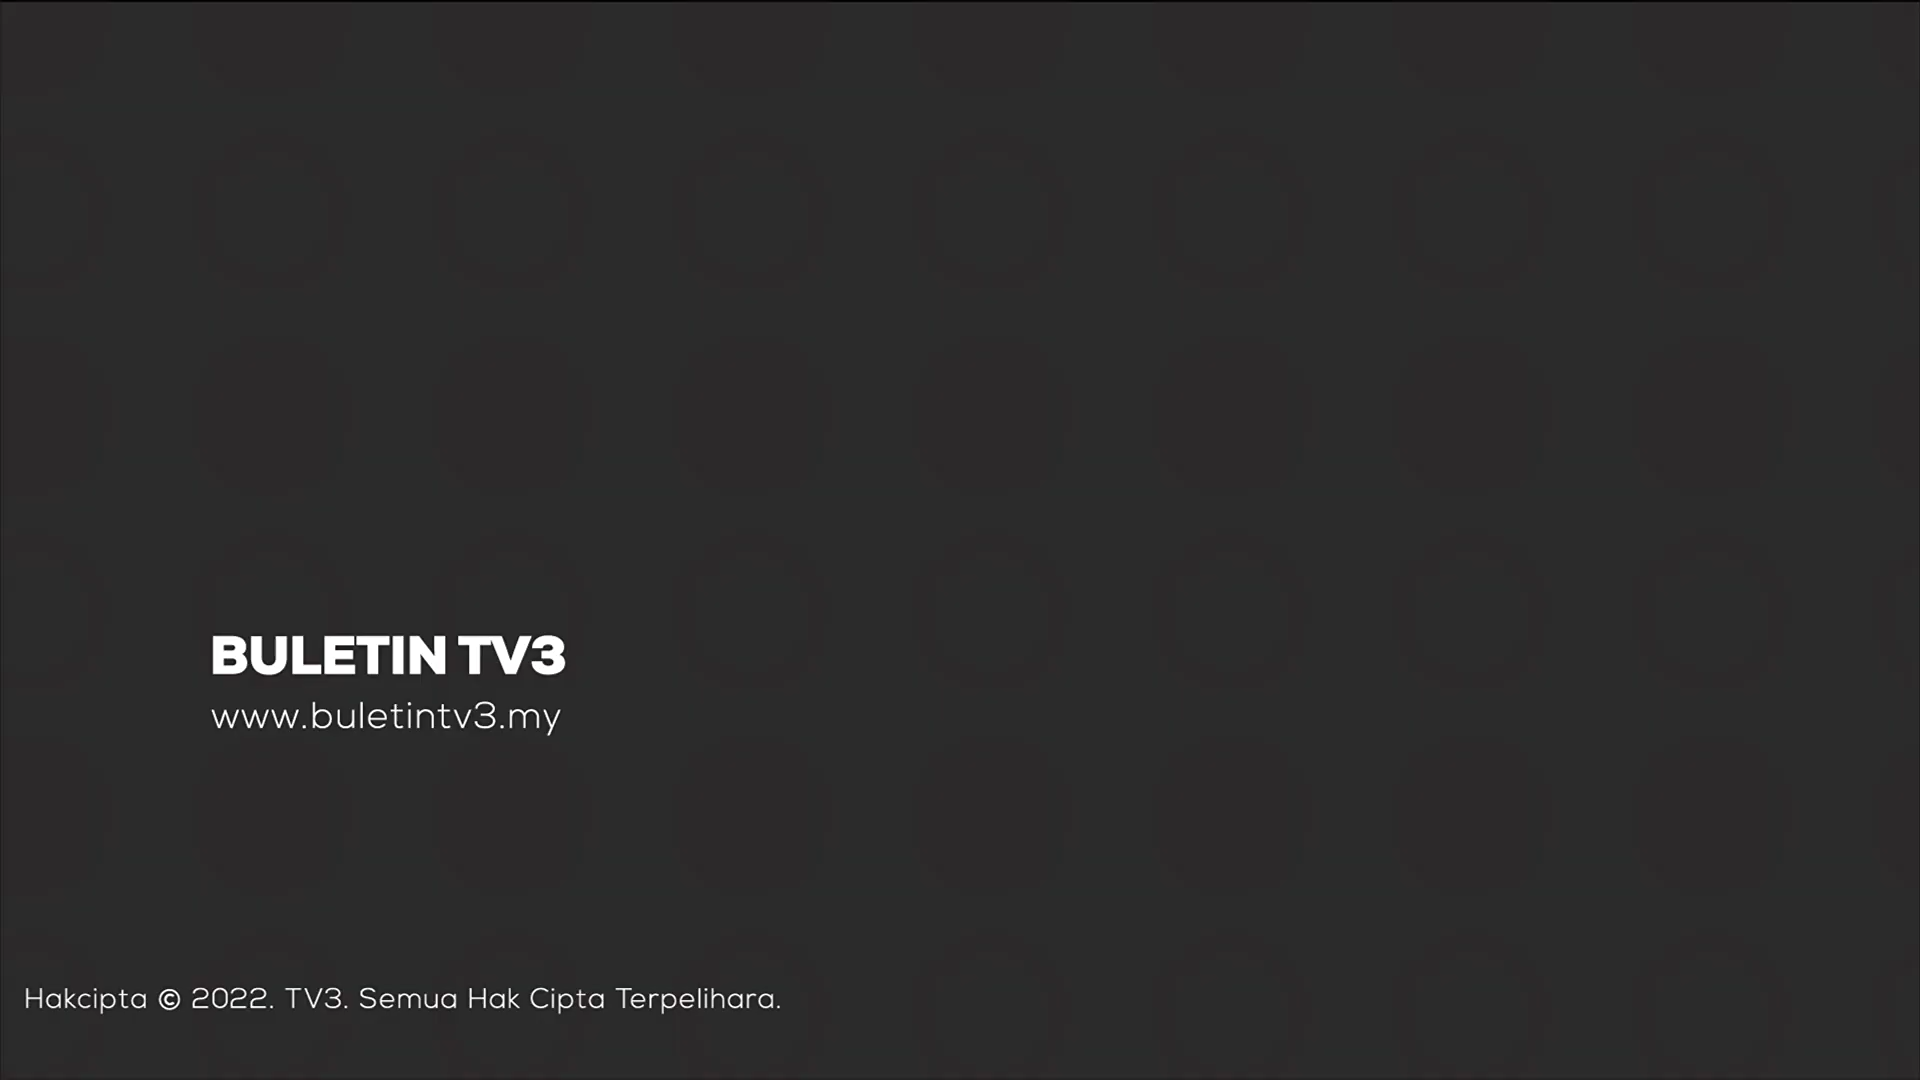 BULETIN TV3
www.buletintv3.my
Hakcipta © 2022. TV3. Semua Hak Cipta Terpelihara.